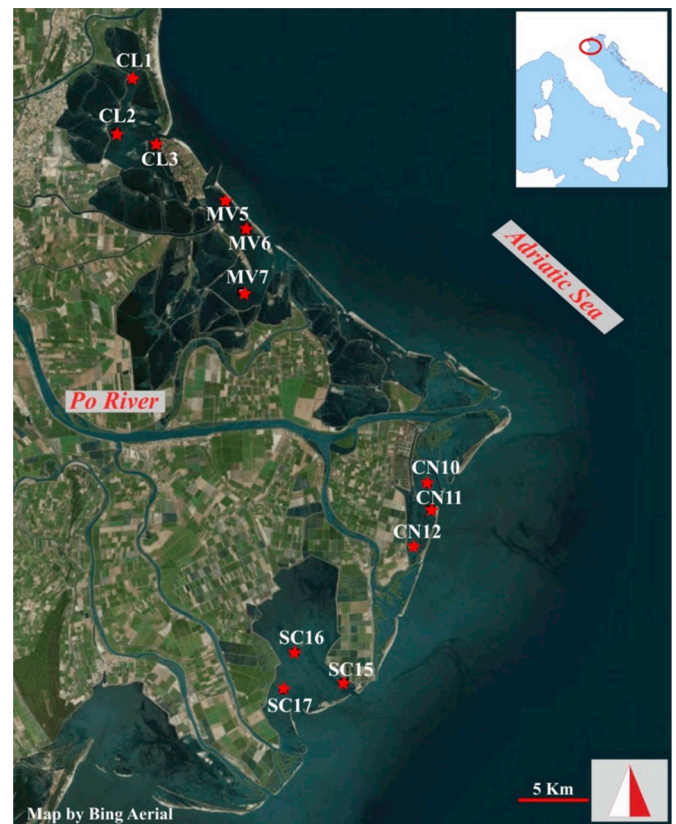 CL1
CL2
CL3
MV5
MV6
MV7
Adriatic Sea
Po River
CN10
CN11
CN12
SC16
SC15
SC17
5 Km
Map by Bing Aerial